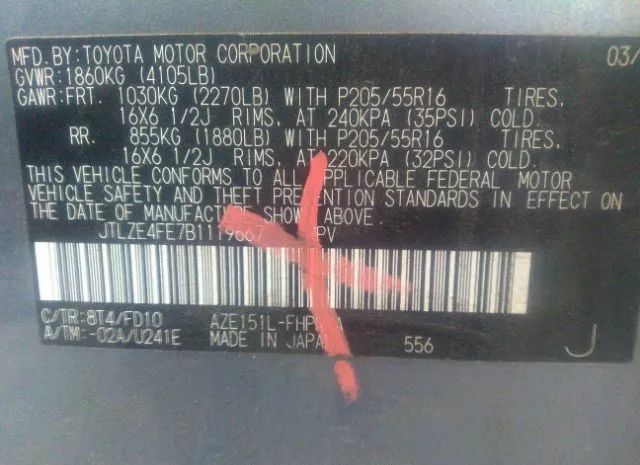 MFD.BY:TOYOTA MOTOR CORPORATION 03/
GVWR:1860KG (4105LB)
GAWR:FRT. 1030KG (2270LB) WITH P205/55R16 TIRES,
16X6 1/2J RIMS, AT 240KPA (35PSI) COLD.
RR. 855KG (1880LB) WITH P205/55R16 TIRES,
16X6 1/2J RIMS, AT 220KPA (32PSI) COLD.
THIS VEHICLE CONFORMS TO ALL APPLICABLE FEDERAL MOTOR
VEHICLE SAFETY AND THEFT PREVENTION STANDARDS IN EFFECT ON
THE DATE OF MANUFACTURE SHOWN ABOVE.
JTLZE4FE7B1119667
C/TR:8T4/FD10
A/TM:-02A/U241E MADE IN JAPAN 556 J